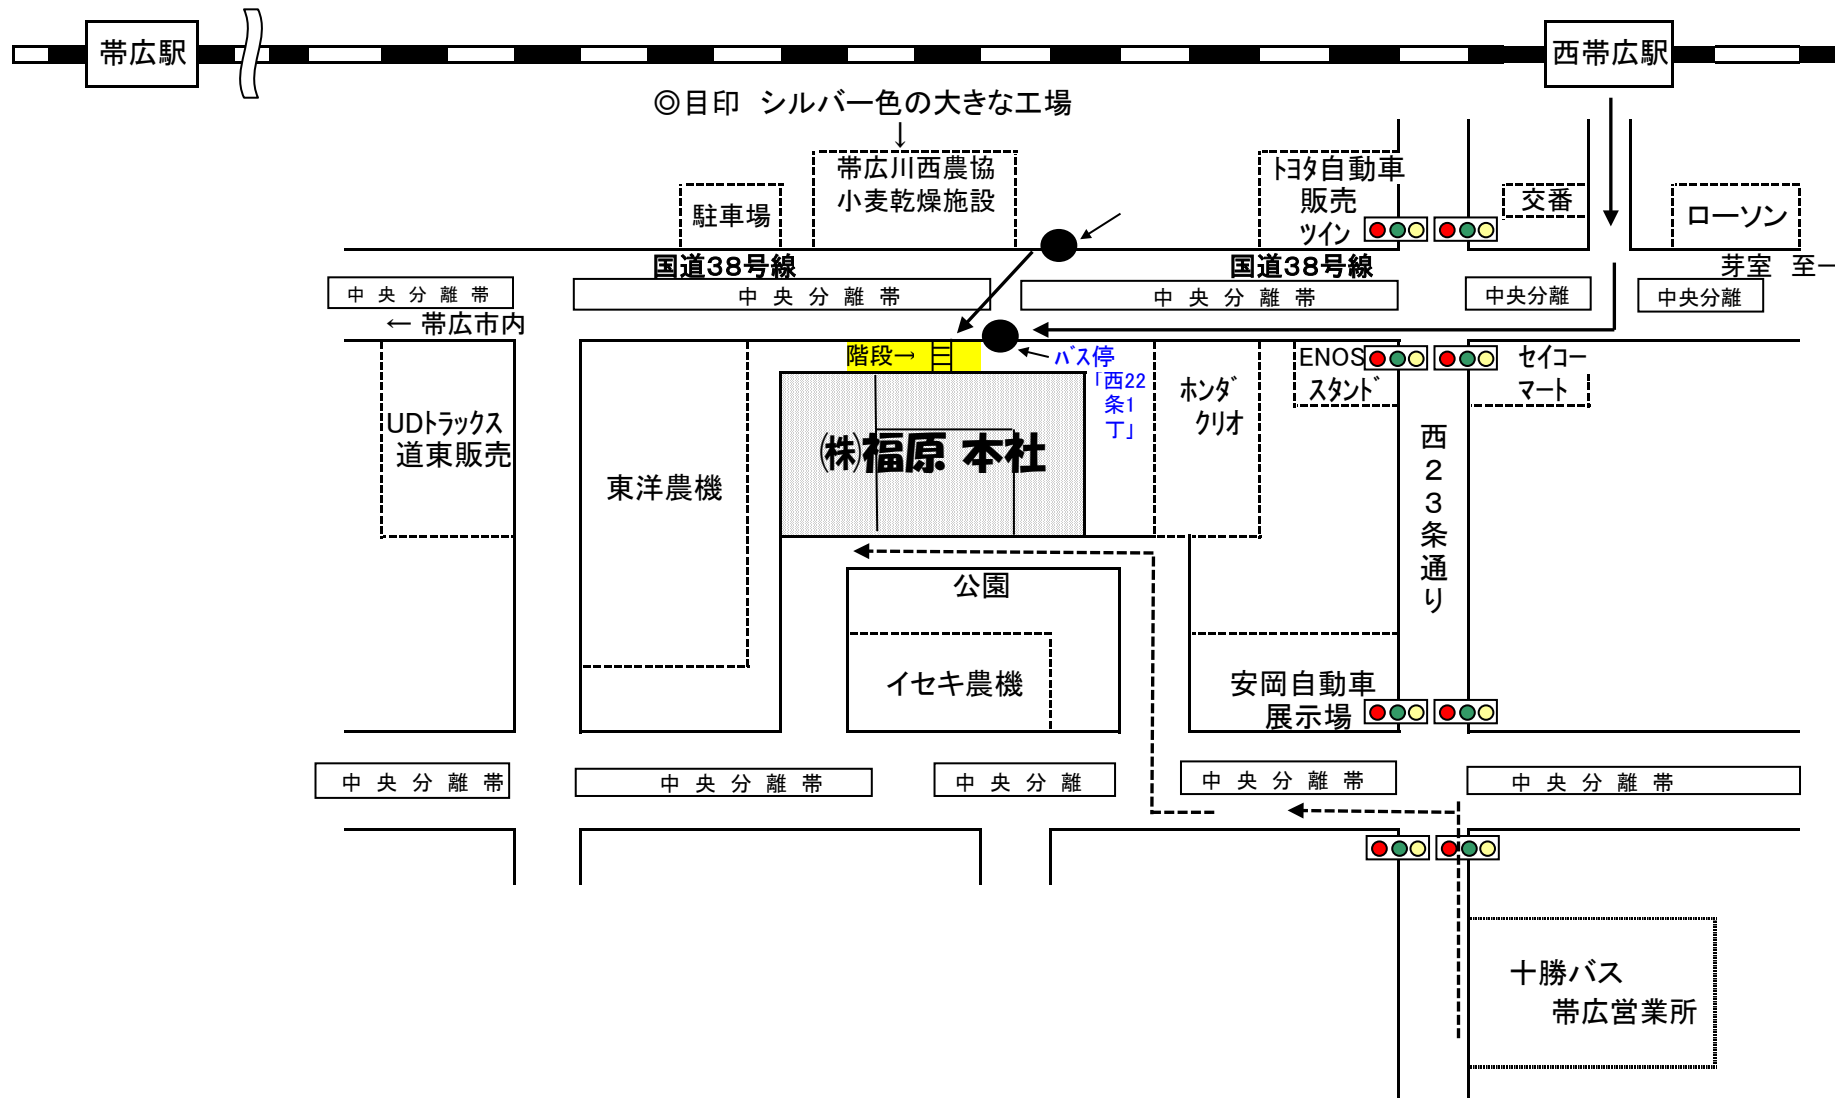 帯広駅
西帯広駅
◎目印　シルバー色の大きな工場
↓
帯広川西農協
小麦乾燥施設
駐車場
ﾄﾖﾀ自動車
販売
ﾂｲﾝ
交番
ローソン
国道38号線
国道38号線
芽室　至―
中央分離帯
中央分離帯
中央分離帯
中央分離
中央分離
← 帯広市内
階段→
バス停
「西22
条1
丁」
ENOS
ｽﾀﾝﾄﾞ
セイコー
マート
UDﾄﾗｯｸｽ
道東販売
東洋農機
㈱福原 本社
ﾎﾝﾀﾞ
ｸﾘｵ
西23条通り
公園
イセキ農機
安岡自動車
展示場
中央分離帯
中央分離帯
中央分離
中央分離帯
中央分離帯
十勝バス
帯広営業所